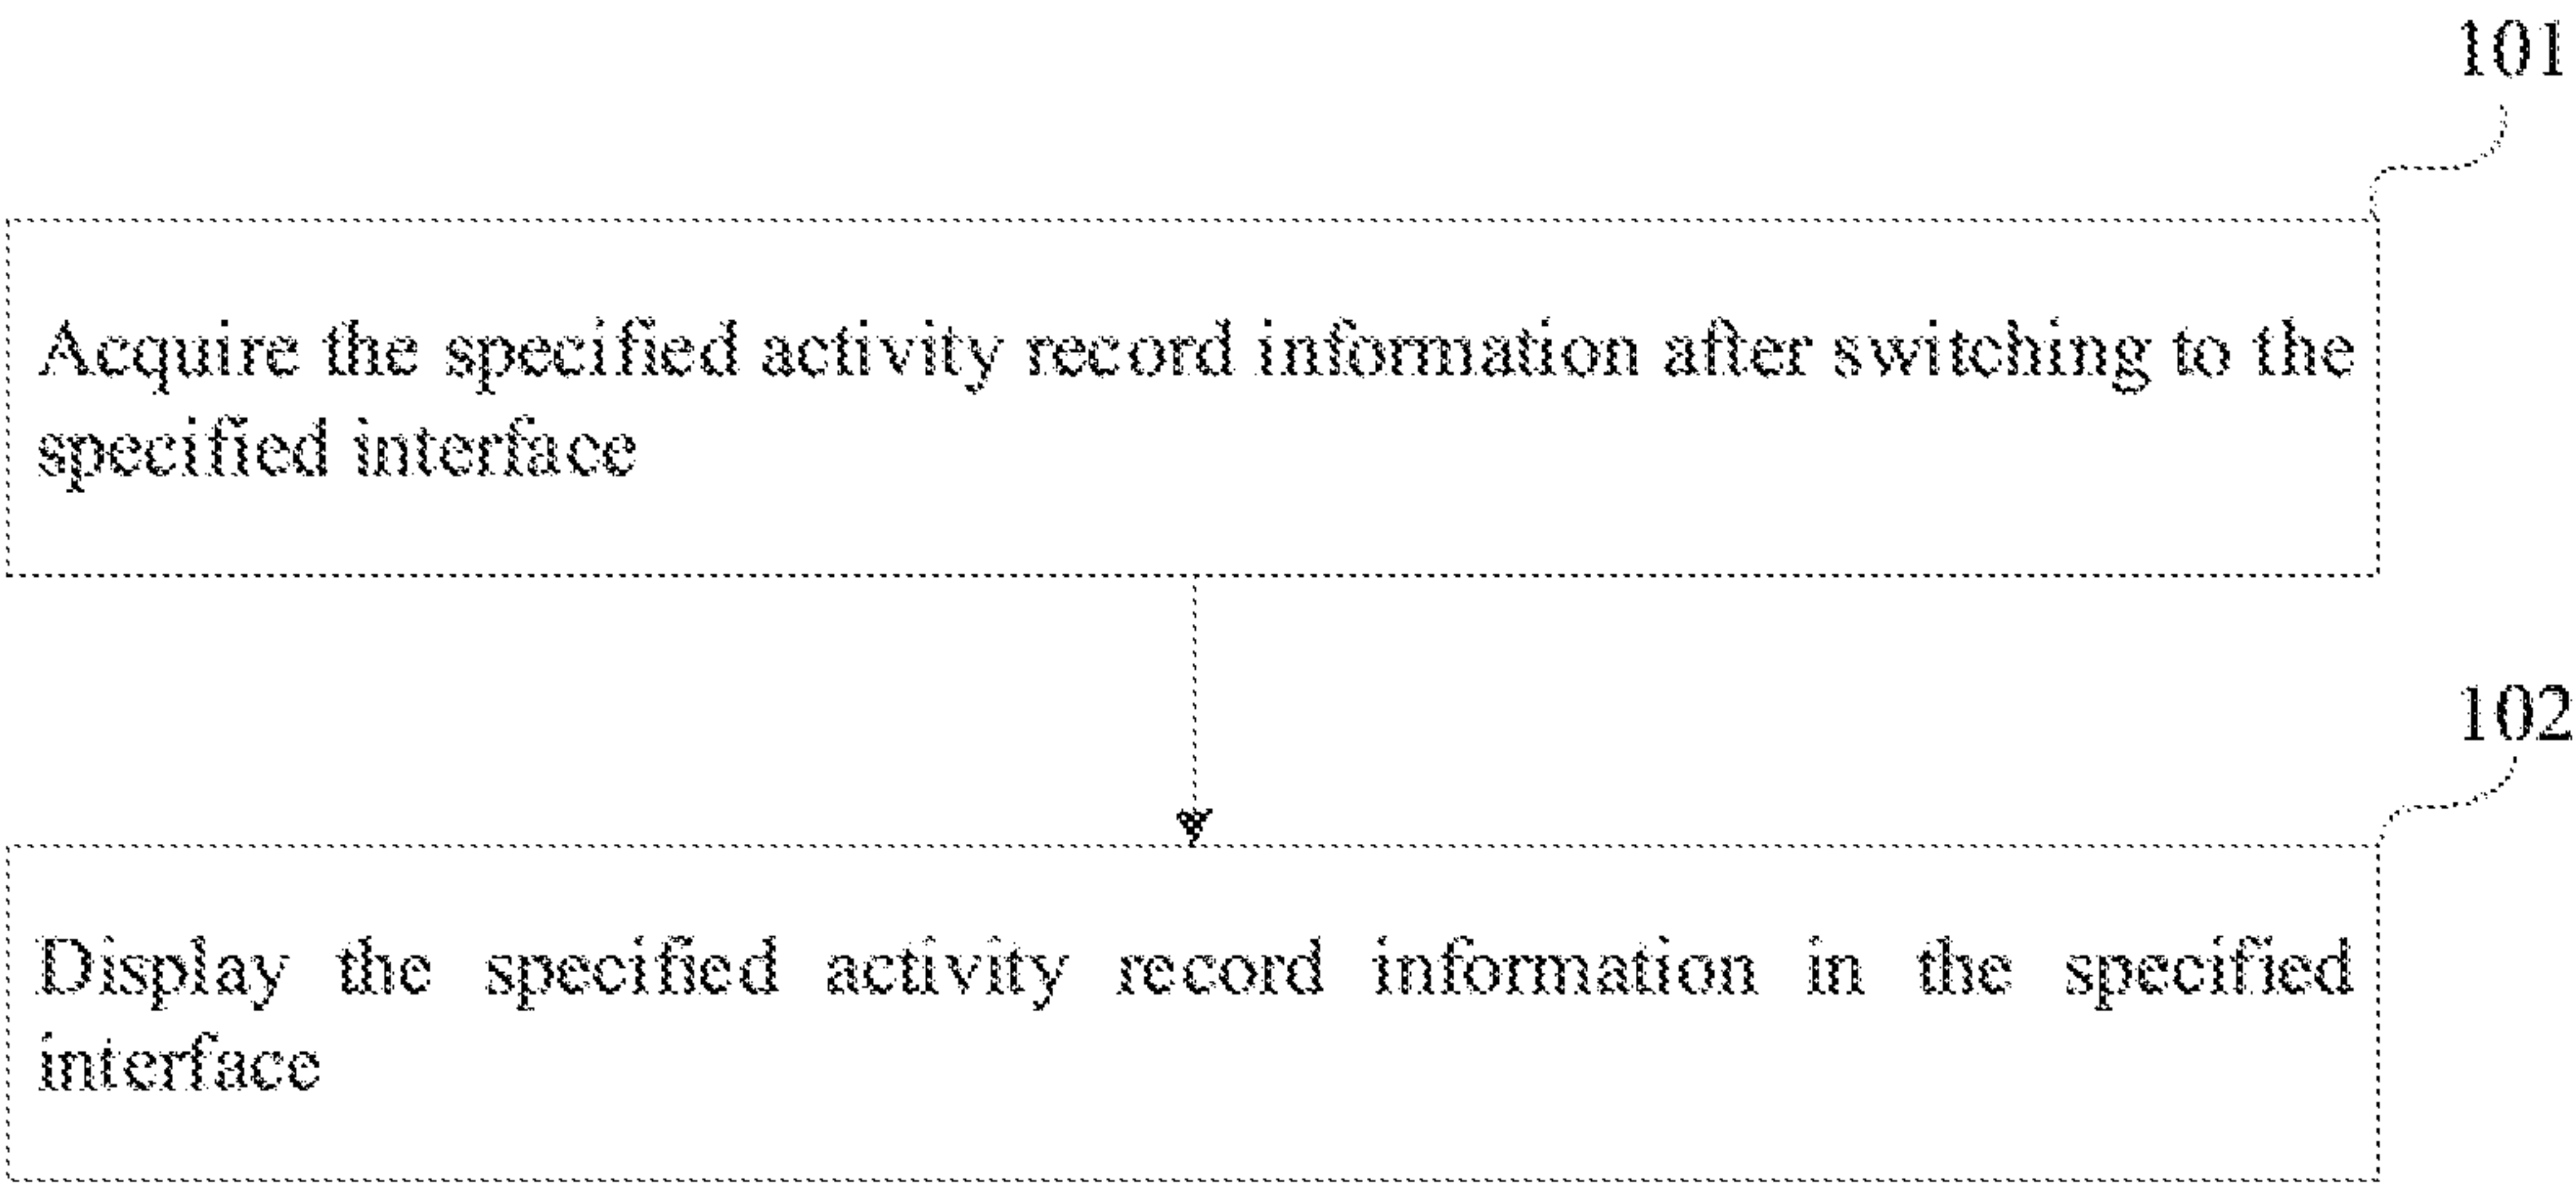 101
Acquire the specified activity record information after switching to the
specified interface
102
Display the specified activity record information in the specified
interface